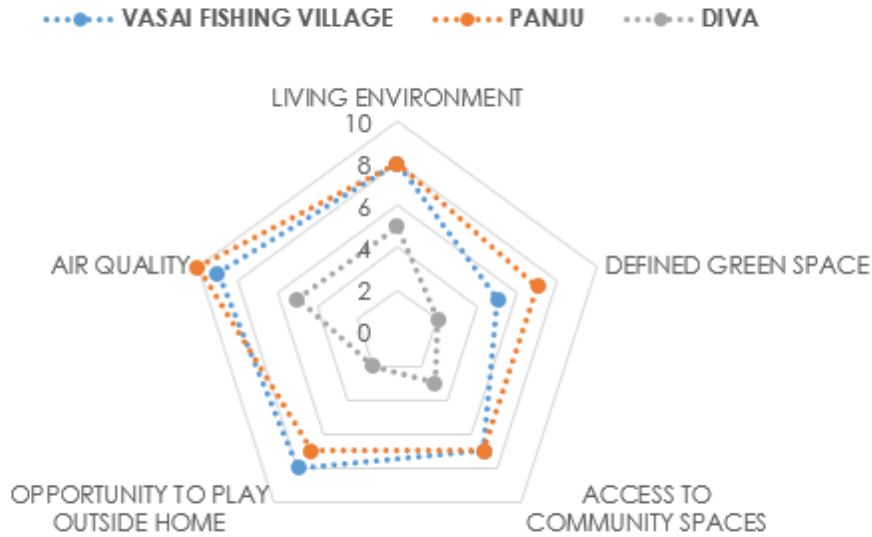 VASAI FISHING VILLAGE PANJU DIVA
LIVING ENVIRONMENT
10
8
6
4
2
0
AIR QUALITY
DEFINED GREEN SPACE
OPPORTUNITY TO PLAY
OUTSIDE HOME
ACCESS TO
COMMUNITY SPACES